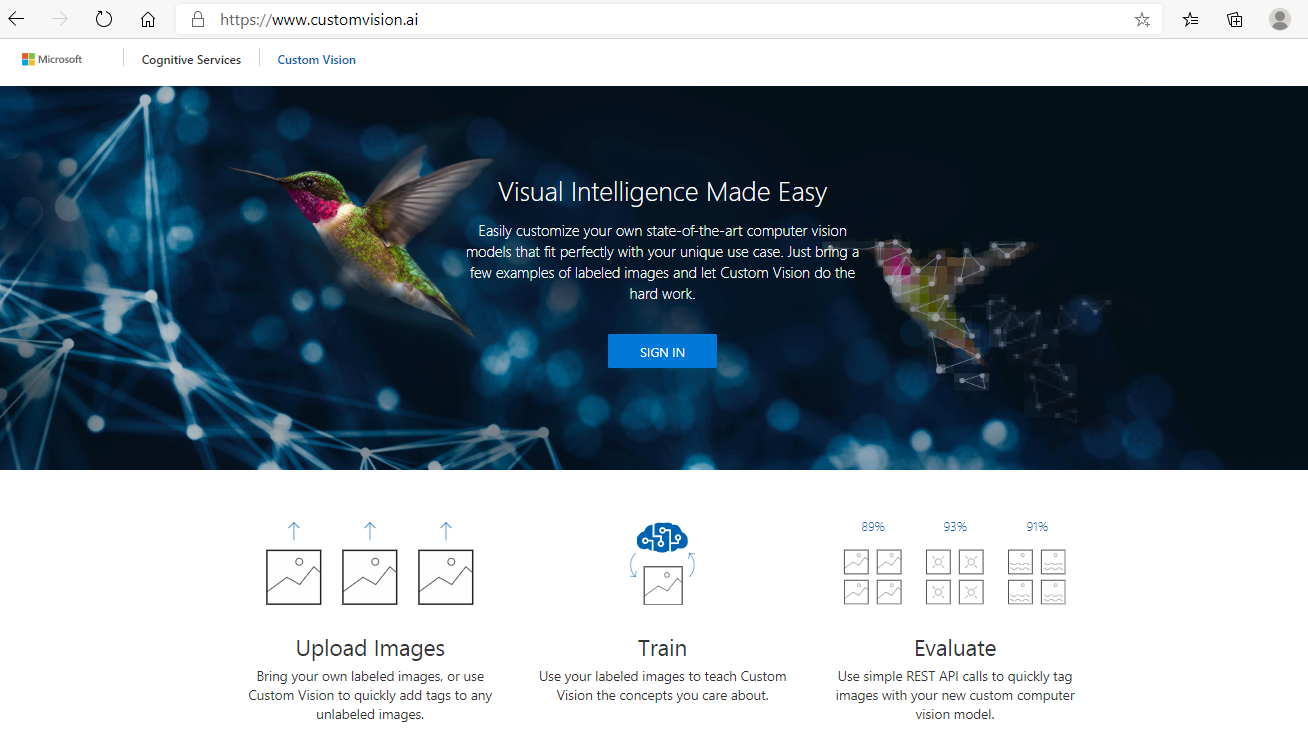 https://www.customvision.ai
Microsoft
Cognitive Services
Custom Vision
Visual Intelligence Made Easy
Easily customize your own state-of-the-art computer vision
models that fit perfectly with your unique use case. Just bring a
few examples of labeled images and let Custom Vision do the
hard work.
SIGN IN
Upload Images
Bring your own labeled images, or use
Custom Vision to quickly add tags to any
unlabeled images.
Train
Use your labeled images to teach Custom
Vision the concepts you care about.
89% 93% 91%
Evaluate
Use simple REST API calls to quickly tag
images with your new custom computer
vision model.